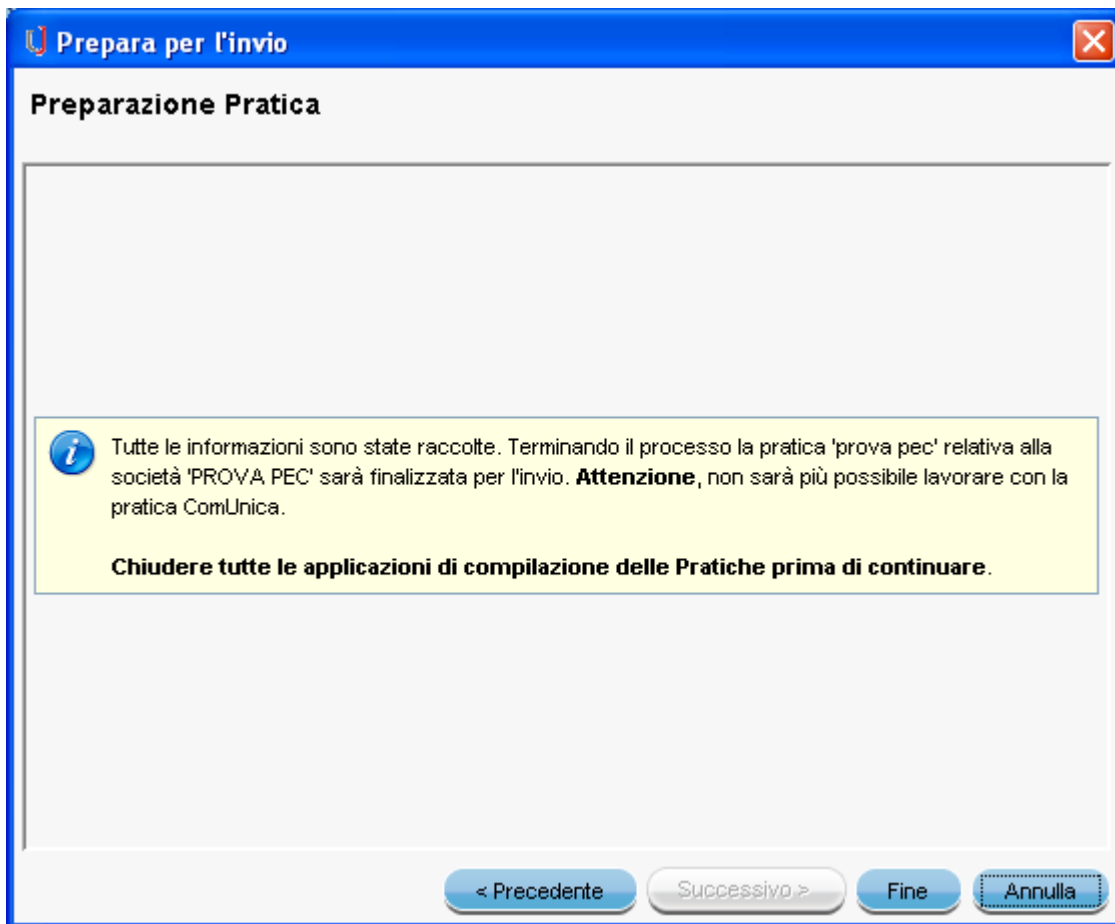 Prepara per l'invio
Preparazione Pratica
Tutte le informazioni sono state raccolte. Terminando il processo la pratica 'prova pec' relativa alla
società 'PROVA PEC' sarà finalizzata per l'invio. Attenzione, non sarà più possibile lavorare con la
pratica ComUnica.
Chiudere tutte le applicazioni di compilazione delle Pratiche prima di continuare.
< Precedente
Successivo >
Fine
Annulla